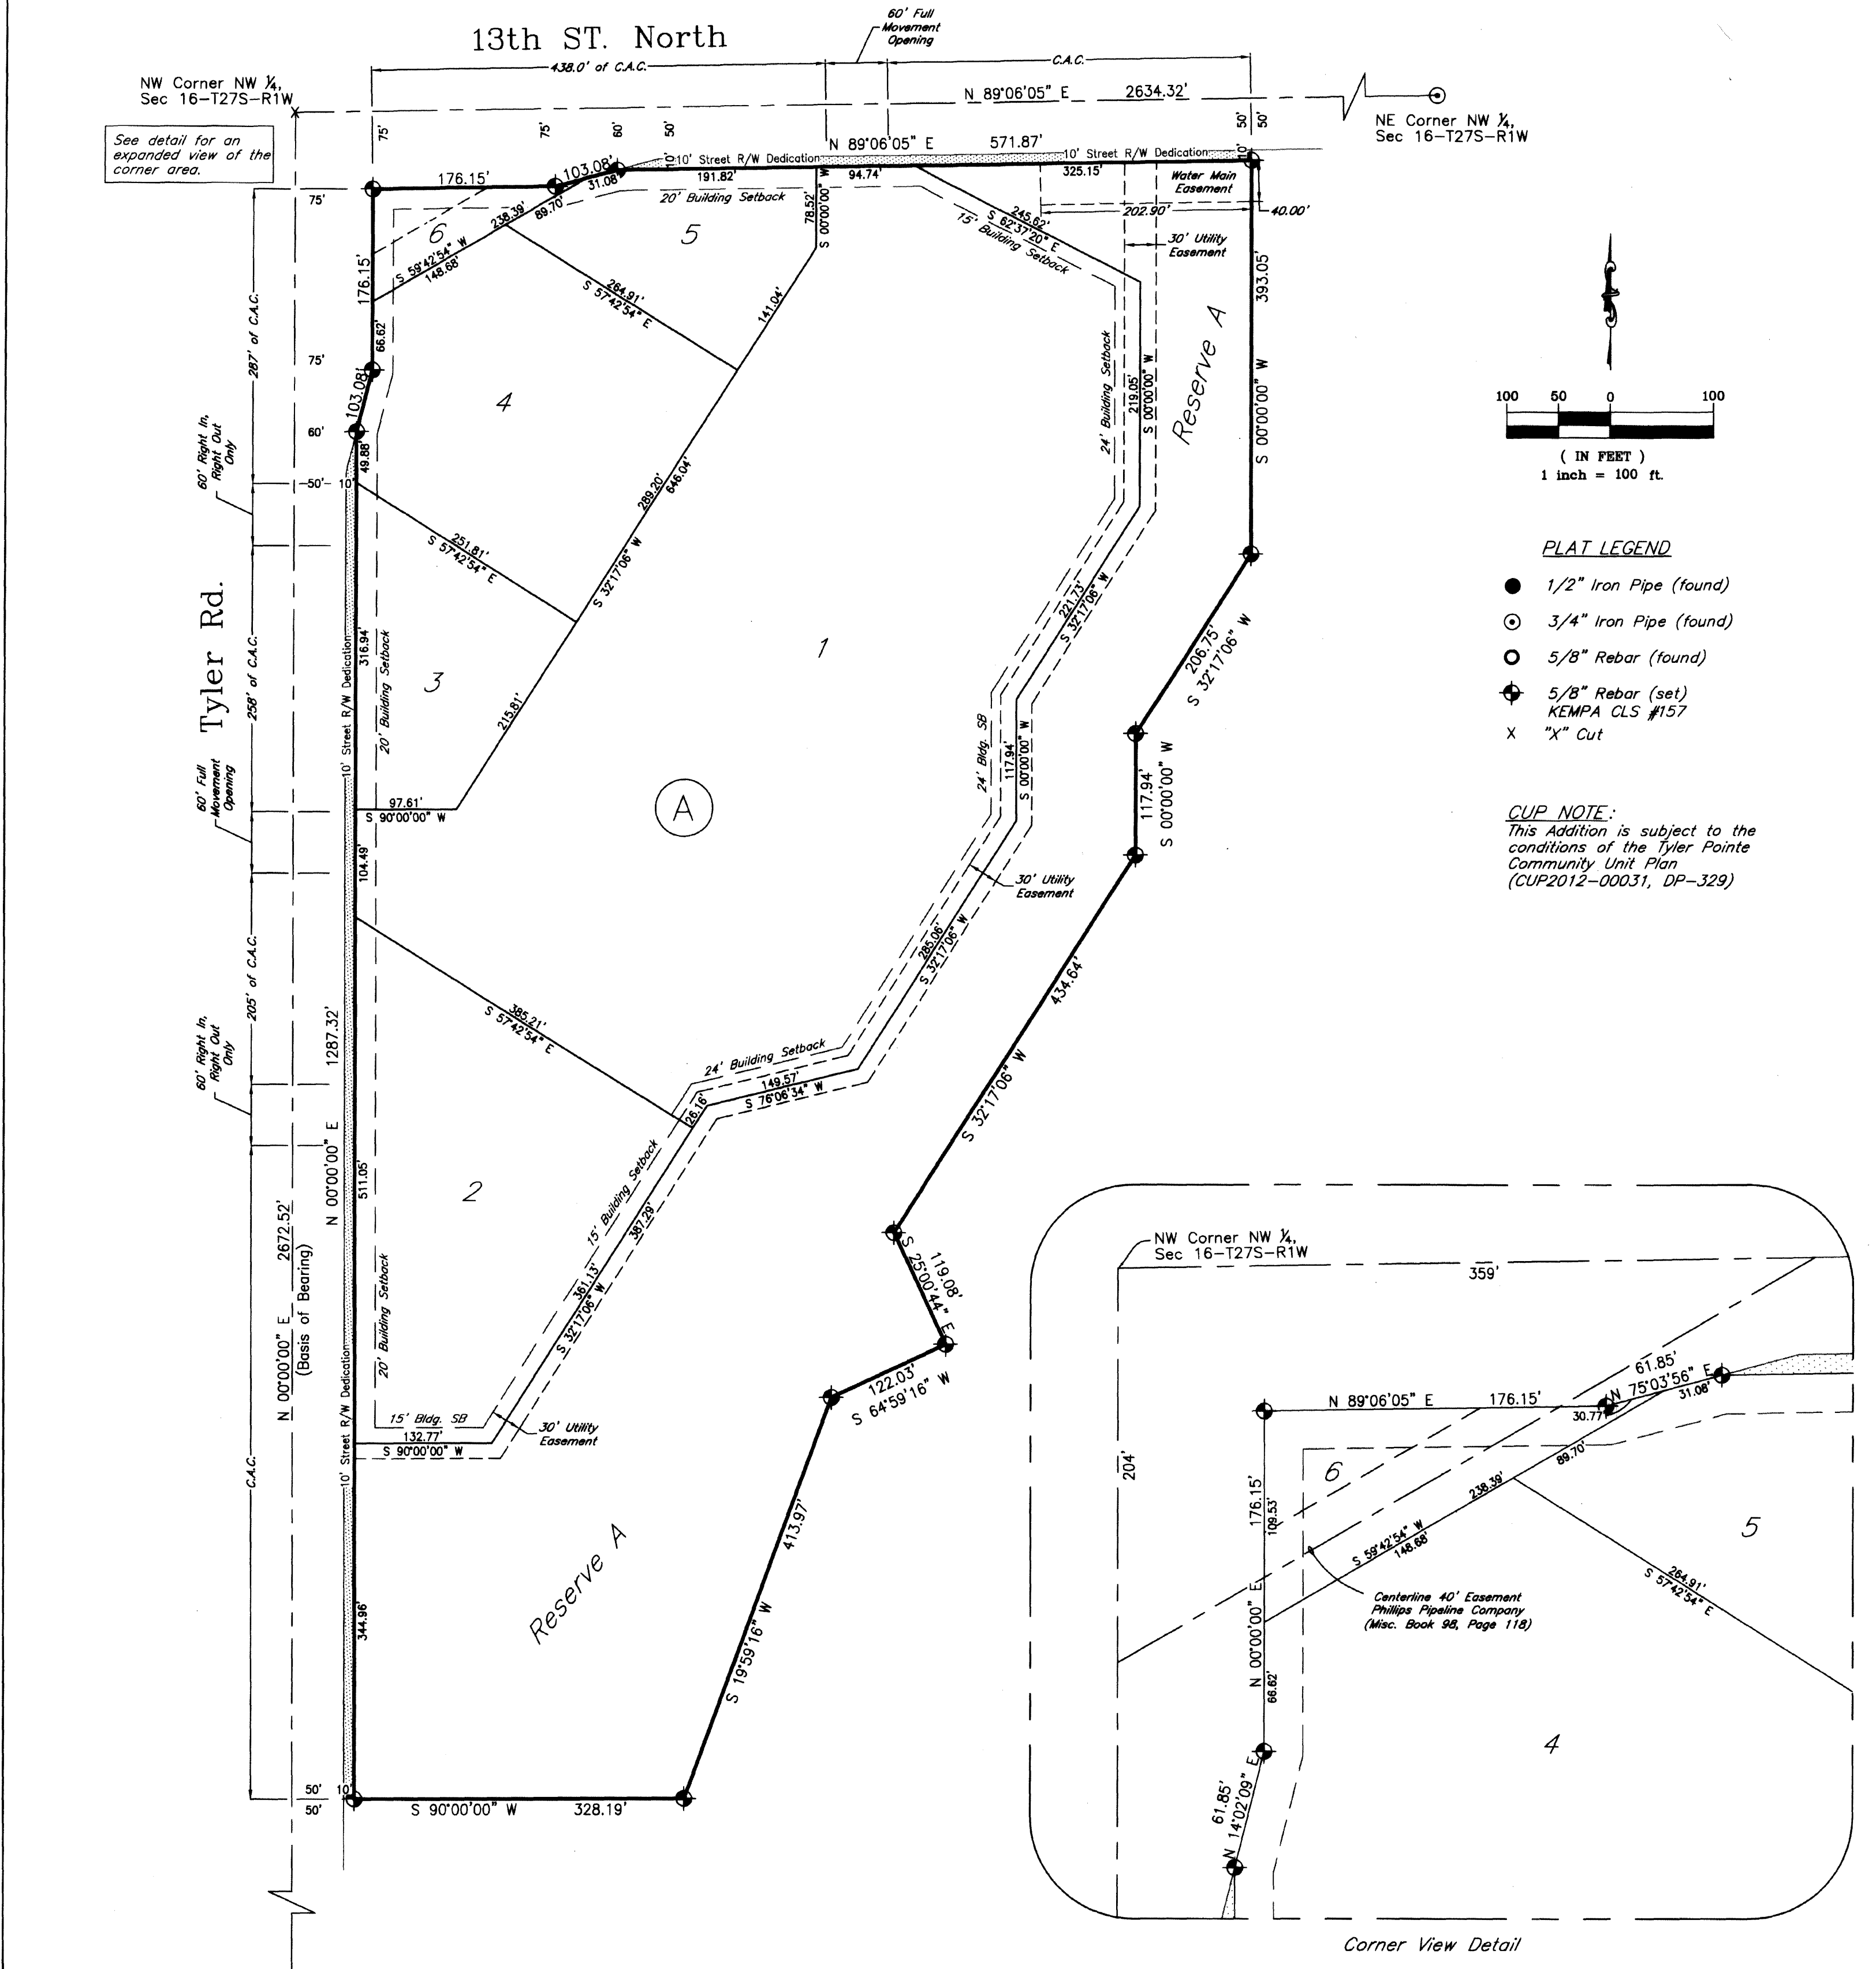 13th ST. North
60' Full
Movement
Opening
438.0' of C.A.C.
C.A.C.
NW Corner NW ¼,
Sec 16-T27S-R1W
N 89°06'05" E 2634.32'
NE Corner NW ¼,
Sec 16-T27S-R1W
See detail for an
expanded view of the
corner area.
75'
75'
60'
50'
50'
50'
N 89°06'05" E 571.87'
10'
10' Street R/W Dedication
10' Street R/W Dedication
10'
176.15'
103.08'
31.08'
191.82'
94.74'
325.15'
Water Main
Easement
75'
20' Building Setback
202.90'
40.00'
6
238.39'
89.70'
5
78.52'
S 00°00'00" W
245.62'
S 62°37'20" E
15' Building Setback
30' Utility
Easement
176.15'
S 59°42'54" W
148.68'
264.91'
S 57°42'54" E
141.04'
393.05'
S 00°00'00" W
287' of C.A.C.
66.62'
75'
103.08'
4
24' Building Setback
219.05'
S 00°00'00" W
Reserve A
100 50 0 100
( IN FEET )
1 inch = 100 ft.
60' Right In,
Right Out
Only
60'
49.88'
50' 10'
289.20'
646.04'
S 32°17'06" W
251.81'
S 57°42'54" E
PLAT LEGEND
1/2" Iron Pipe (found)
3/4" Iron Pipe (found)
5/8" Rebar (found)
5/8" Rebar (set)
KEMPA CLS #157
X "X" Cut
Tyler Rd.
258' of C.A.C.
10' Street R/W Dedication
316.94'
20' Building Setback
3
215.81'
1
221.73'
S 32°17'06" W
206.75'
S 32°17'06" W
24' Bldg. SB
117.94'
S 00°00'00" W
117.94'
S 00°00'00" W
60' Full
Movement
Opening
97.61'
S 90°00'00" W
A
CUP NOTE:
This Addition is subject to the
conditions of the Tyler Pointe
Community Unit Plan
(CUP2012-00031, DP-329)
104.49'
30' Utility
Easement
205' of C.A.C.
285.06'
S 32°17'06" W
434.64'
S 32°17'06" W
385.21'
S 57°42'54" E
60' Right In,
Right Out
Only
1287.32'
N 00°00'00" E
24' Building Setback
149.57'
S 76°06'34" W
26.16'
511.05'
2
15' Building Setback
387.29'
361.13'
S 32°17'06" W
N 00°00'00" E 2672.52'
(Basis of Bearing)
119.08'
S 25°00'44" E
20' Building Setback
10' Street R/W Dedication
122.03'
S 64°59'16" W
15' Bldg. SB
132.77'
S 90°00'00" W
30' Utility
Easement
C.A.C.
413.97'
S 19°59'16" W
Reserve A
344.96'
50' 10'
50'
S 90°00'00" W 328.19'
NW Corner NW ¼,
Sec 16-T27S-R1W
359'
204'
61.85'
N 75°03'56" E
N 89°06'05" E 176.15'
30.77'
31.08'
6
89.70'
238.39'
176.15'
109.53'
S 59°42'54" W
148.68'
5
264.91'
S 57°42'54" E
Centerline 40' Easement
Phillips Pipeline Company
(Misc. Book 98, Page 118)
N 00°00'00" E
66.62'
4
61.85'
N 14°02'09" E
Corner View Detail